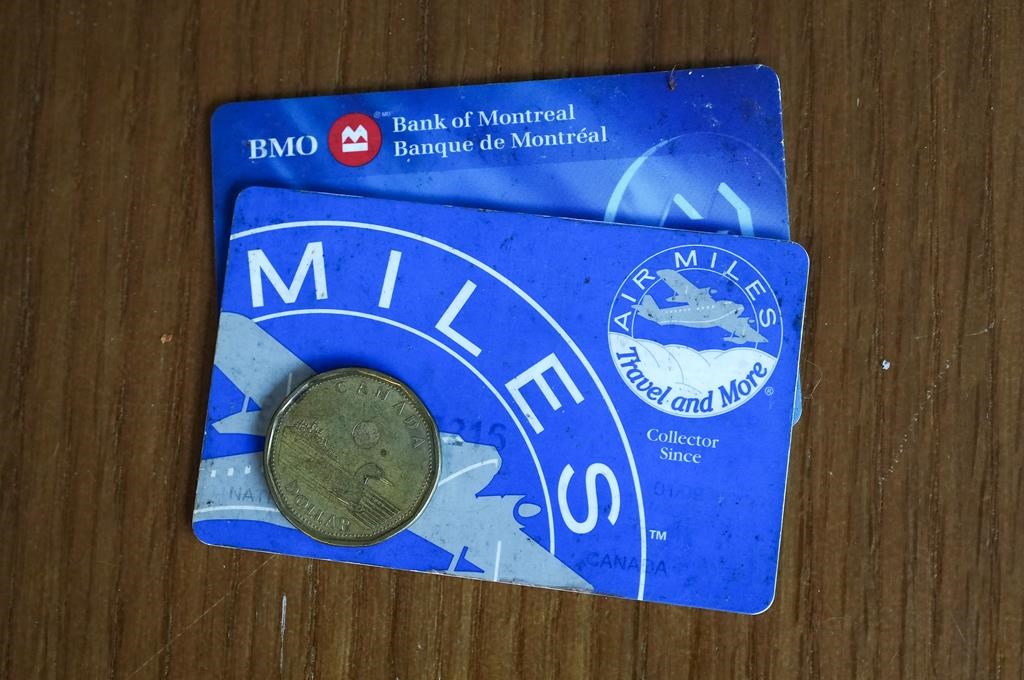 BMO
® MD
Bank of Montreal
Banque de Montréal
MILES
TM
AIR MILES
Travel and More
®
Collector
Since
CANADA
CANADA
DOLLAR